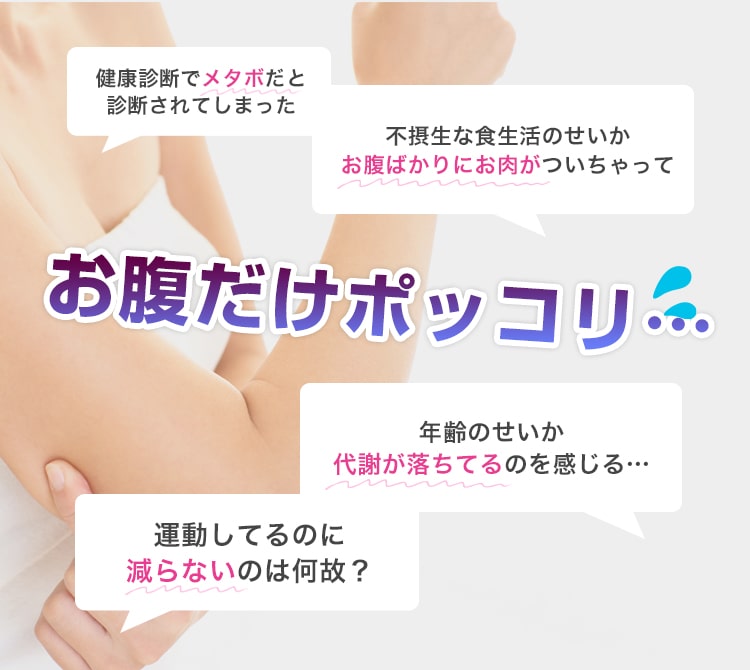 健康診断でメタボだと
診断されてしまった
不摂生な食生活のせいか
お腹ばかりにお肉がついちゃって
お腹だけポッコリ…
年齢のせいか
代謝が落ちてるのを感じる…
運動してるのに
減らないのは何故？